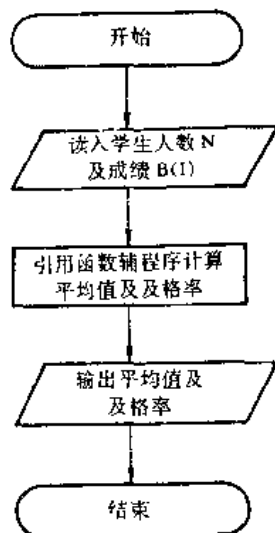 开始
读入学生人数 N
及成绩 B(I)
引用函数辅程序计算
平均值及及格率
输出平均值及
及格率
结束